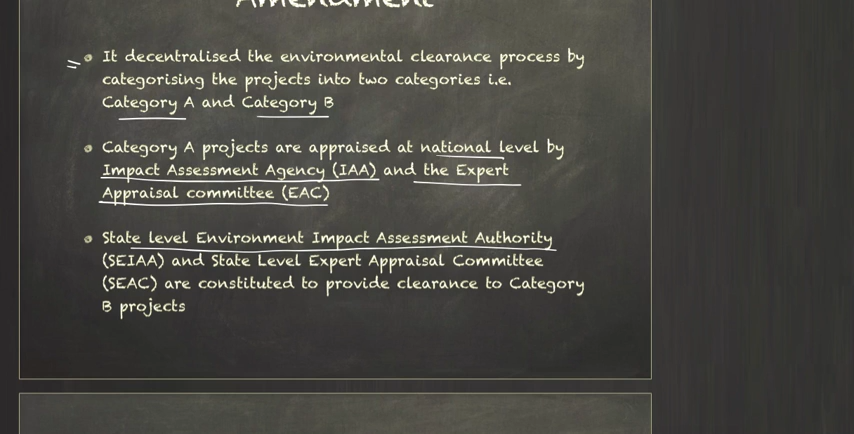 Amendment
It decentralised the environmental clearance process by
categorising the projects into two categories i.e.
Category A and Category B
Category A projects are appraised at national level by
Impact Assessment Agency (IAA) and the Expert
Appraisal committee (EAC)
State level Environment Impact Assessment Authority
(SEIAA) and State Level Expert Appraisal Committee
(SEAC) are constituted to provide clearance to Category
B projects